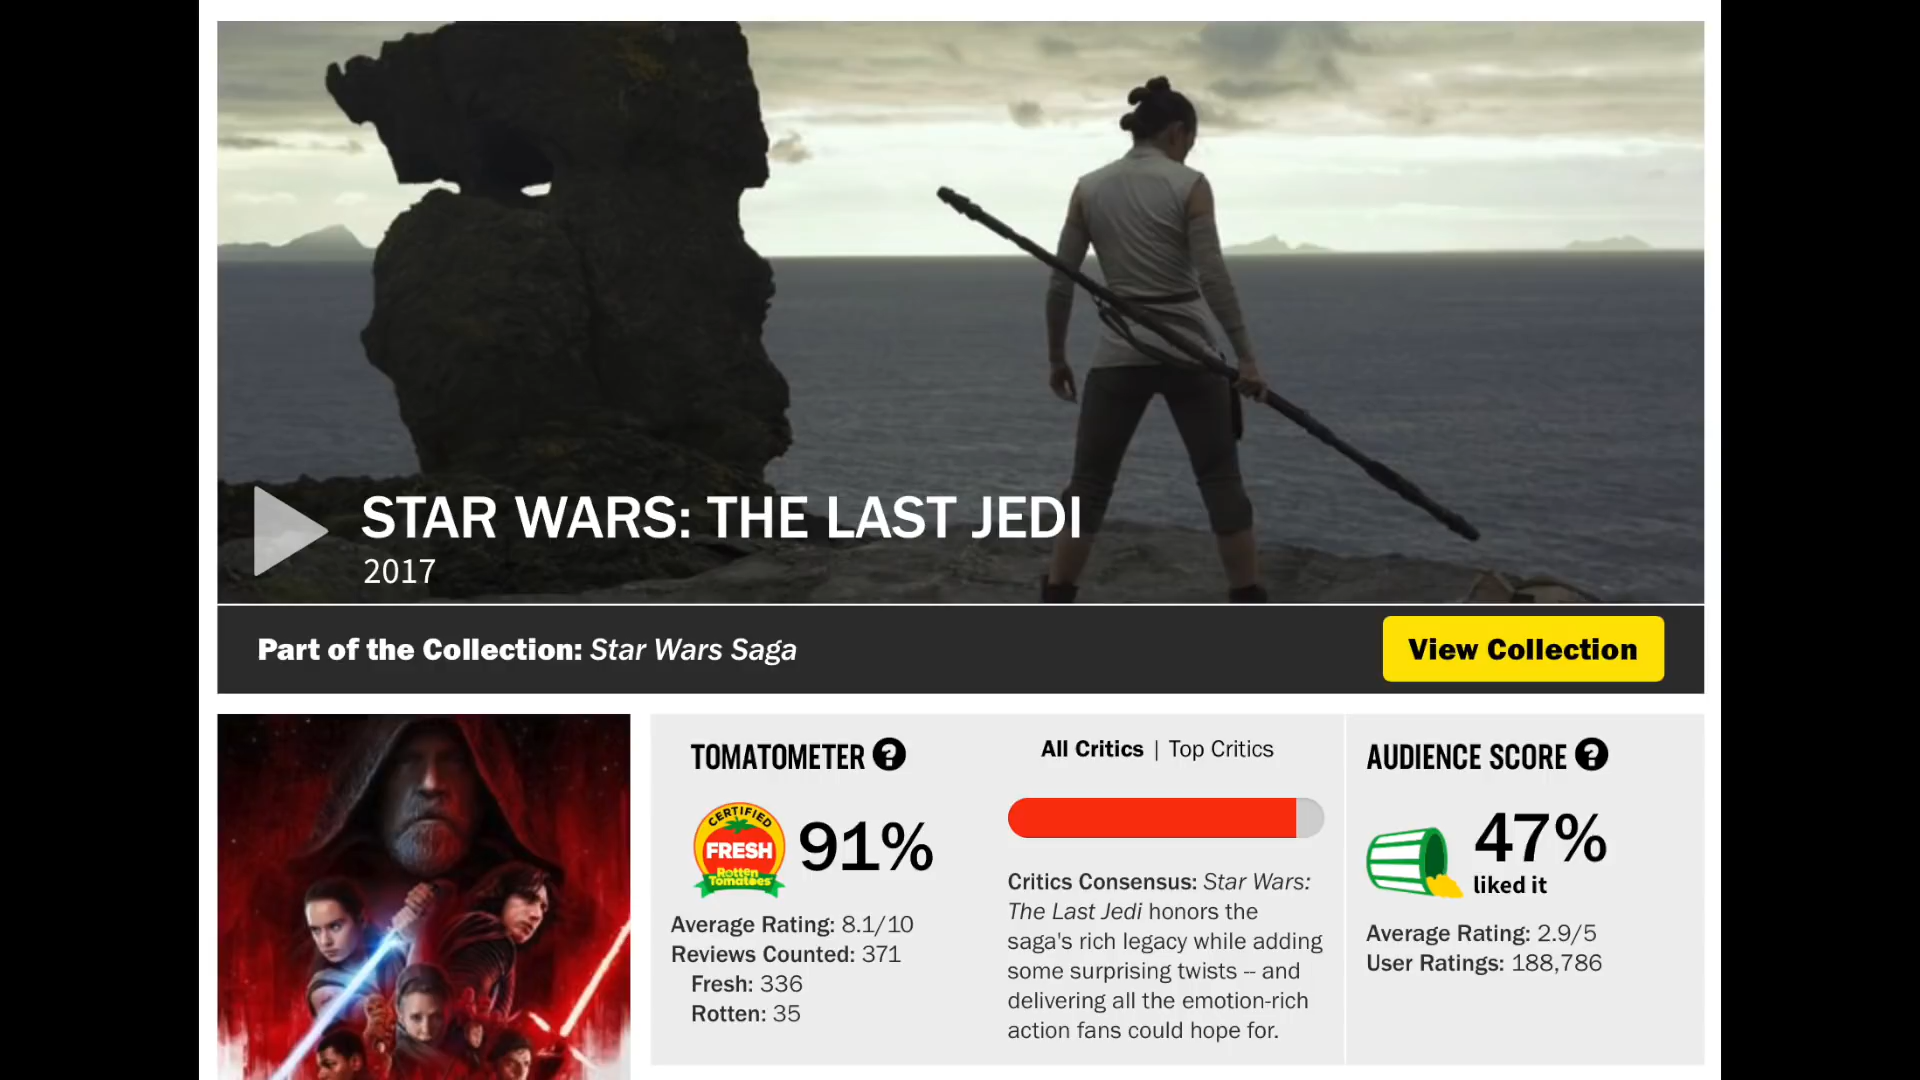 STAR WARS: THE LAST JEDI
2017
Part of the Collection: Star Wars Saga
View Collection
TOMATOMETER ?
CERTIFIED
FRESH
Rotten
Tomatoes
91%
Average Rating: 8.1/10
Reviews Counted: 371
Fresh: 336
Rotten: 35
All Critics | Top Critics
Critics Consensus: Star Wars:
The Last Jedi honors the
saga's rich legacy while adding
some surprising twists -- and
delivering all the emotion-rich
action fans could hope for.
AUDIENCE SCORE ?
47%
liked it
Average Rating: 2.9/5
User Ratings: 188,786